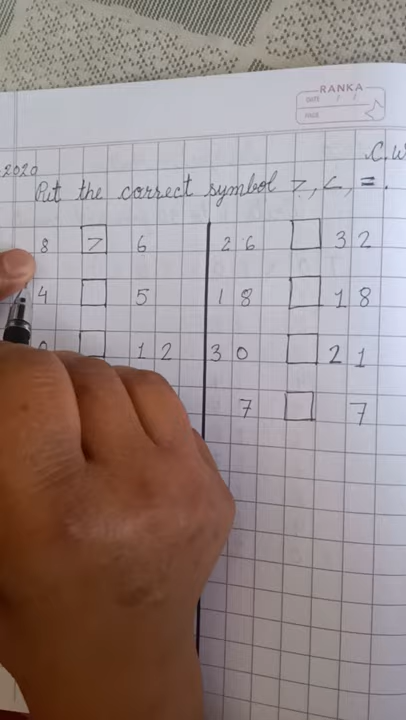 RANKA
DATE / /
PAGE
2020
C.W
Put the correct symbol >, <, =.
8 > 6 26 32
4 5 18 18
12 30 21
7 7